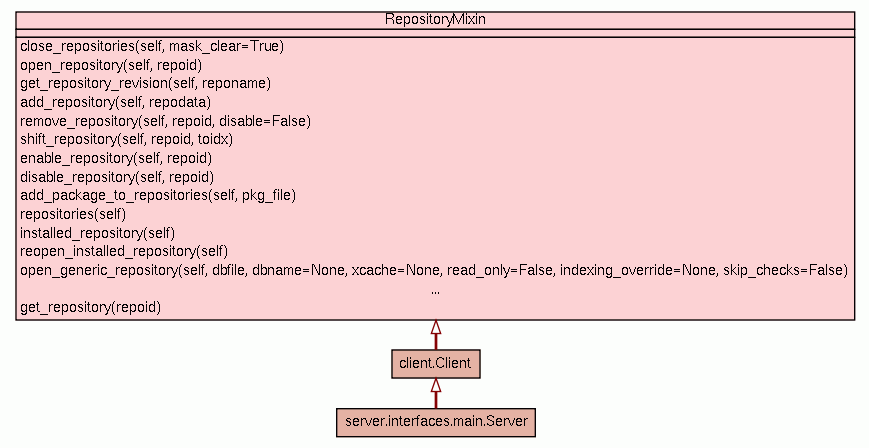 RepositoryMixin
close_repositories(self, mask_clear=True)
open_repository(self, repoid)
get_repository_revision(self, reponame)
add_repository(self, repodata)
remove_repository(self, repoid, disable=False)
shift_repository(self, repoid, toidx)
enable_repository(self, repoid)
disable_repository(self, repoid)
add_package_to_repositories(self, pkg_file)
repositories(self)
installed_repository(self)
reopen_installed_repository(self)
open_generic_repository(self, dbfile, dbname=None, xcache=None, read_only=False, indexing_override=None, skip_checks=False)
...
get_repository(repoid)
client.Client
server.interfaces.main.Server